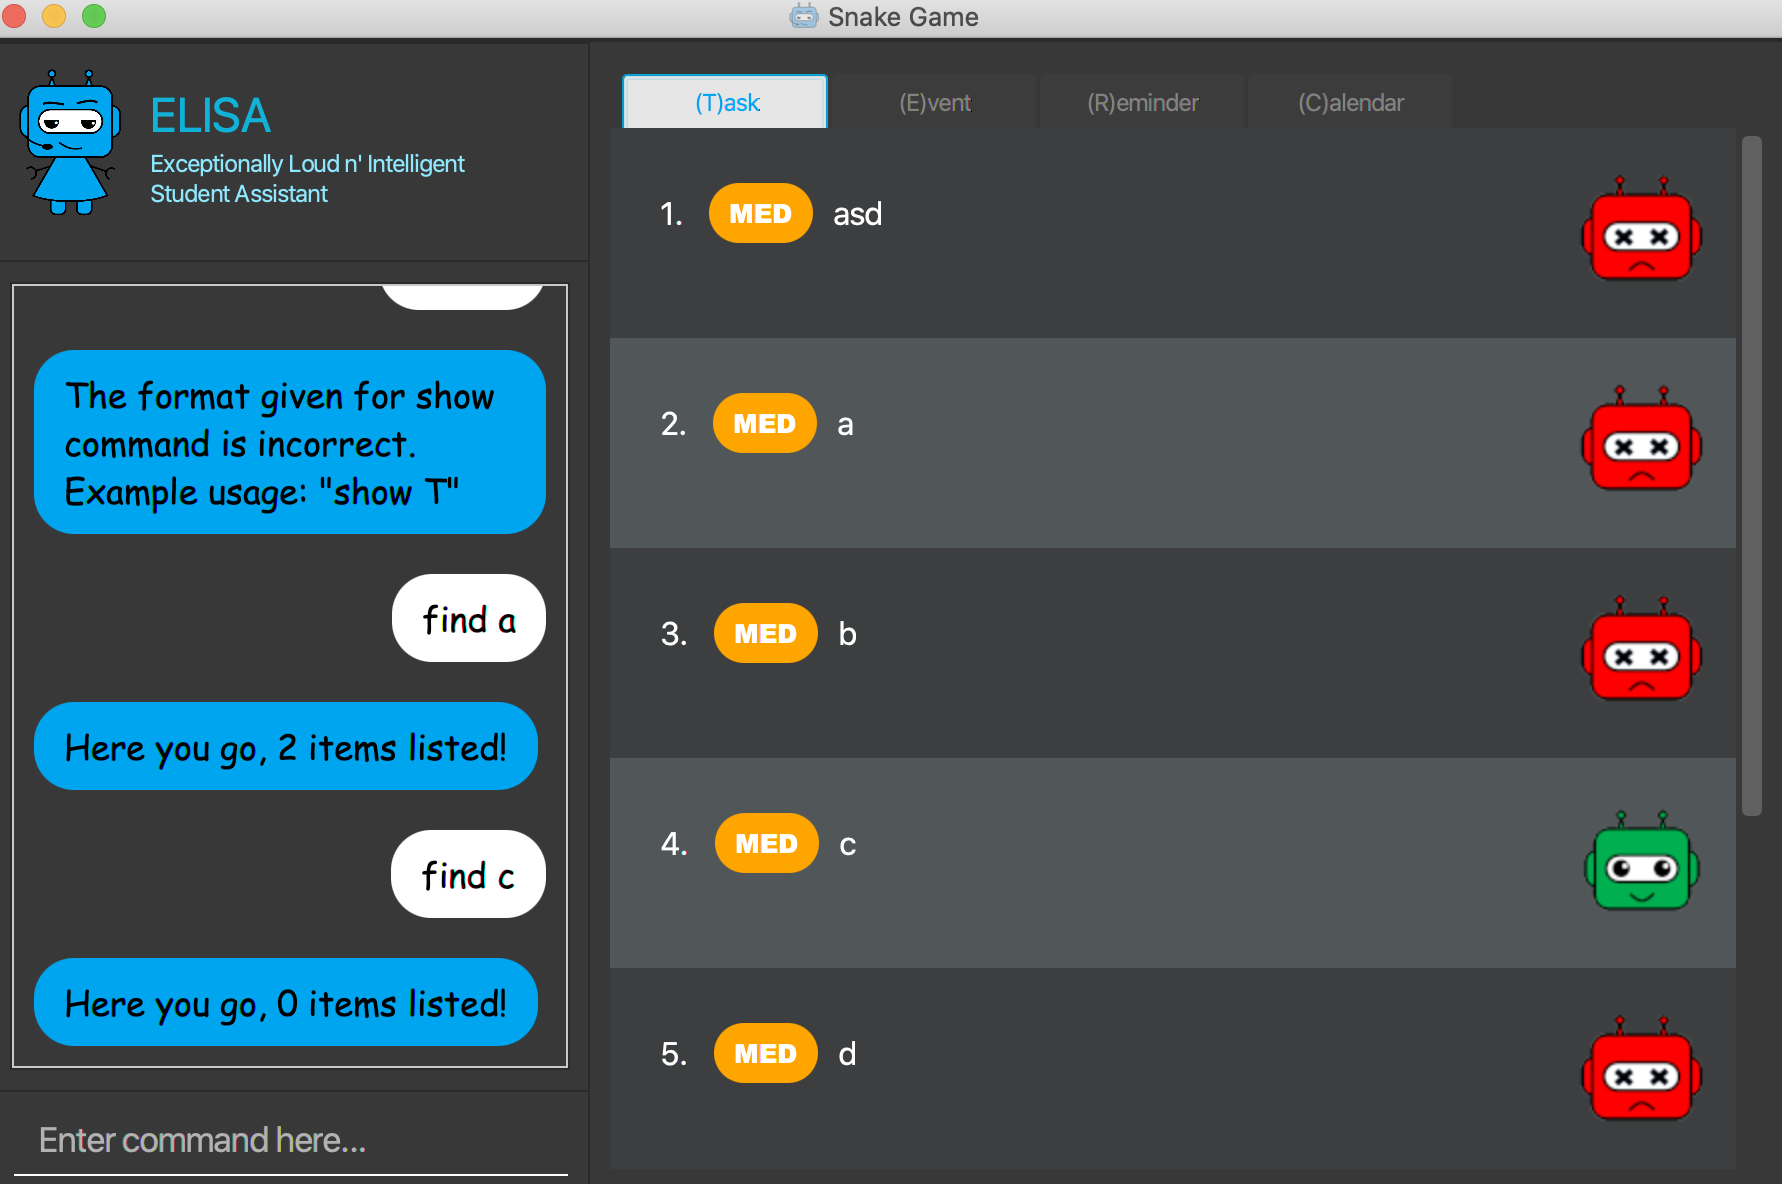 Snake Game
ELISA
Exceptionally Loud n' Intelligent
Student Assistant
The format given for show
command is incorrect.
Example usage: "show T"
find a
Here you go, 2 items listed!
find c
Here you go, 0 items listed!
Enter command here...
(T)ask (E)vent (R)eminder (C)alendar
1. MED asd
2. MED a
3. MED b
4. MED c
5. MED d